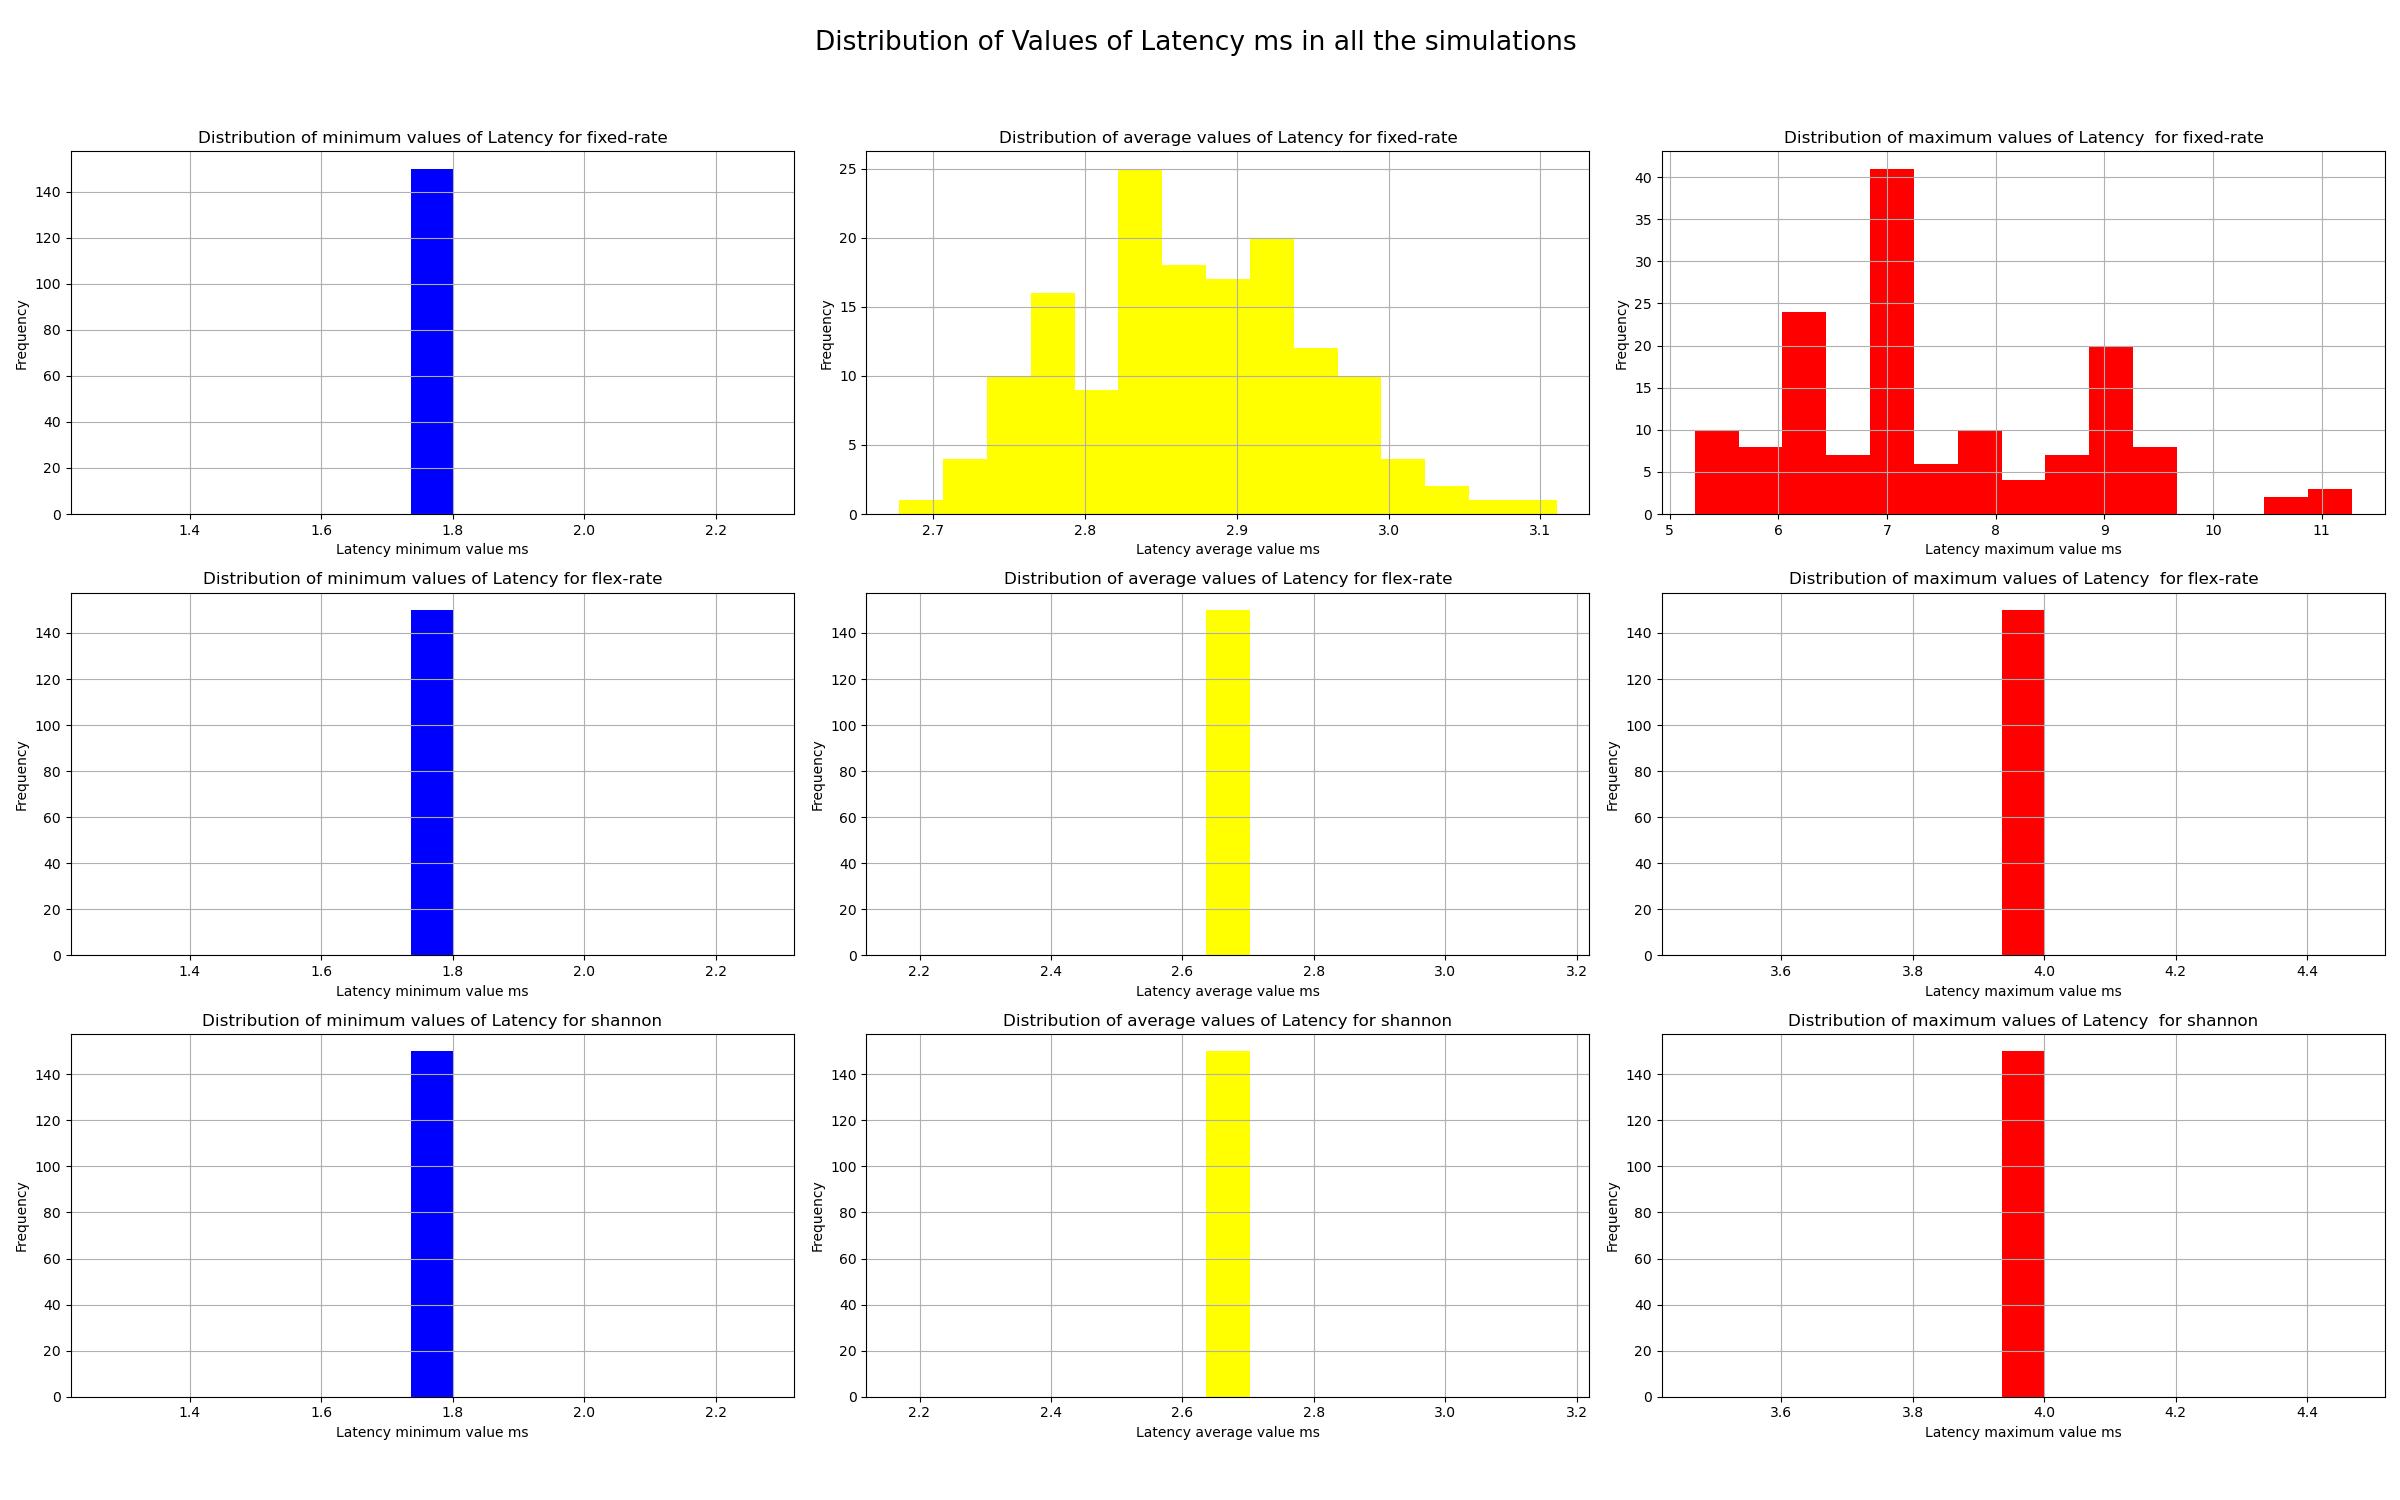 Distribution of Values of Latency ms in all the simulations
Distribution of minimum values of Latency for fixed-rate
Frequency
0
20
40
60
80
100
120
140
1.4 1.6 1.8 2.0 2.2
Latency minimum value ms
Distribution of average values of Latency for fixed-rate
Frequency
0
5
10
15
20
25
2.7 2.8 2.9 3.0 3.1
Latency average value ms
Distribution of maximum values of Latency  for fixed-rate
Frequency
0
5
10
15
20
25
30
35
40
5 6 7 8 9 10 11
Latency maximum value ms
Distribution of minimum values of Latency for flex-rate
Frequency
0
20
40
60
80
100
120
140
1.4 1.6 1.8 2.0 2.2
Latency minimum value ms
Distribution of average values of Latency for flex-rate
Frequency
0
20
40
60
80
100
120
140
2.2 2.4 2.6 2.8 3.0 3.2
Latency average value ms
Distribution of maximum values of Latency  for flex-rate
Frequency
0
20
40
60
80
100
120
140
3.6 3.8 4.0 4.2 4.4
Latency maximum value ms
Distribution of minimum values of Latency for shannon
Frequency
0
20
40
60
80
100
120
140
1.4 1.6 1.8 2.0 2.2
Latency minimum value ms
Distribution of average values of Latency for shannon
Frequency
0
20
40
60
80
100
120
140
2.2 2.4 2.6 2.8 3.0 3.2
Latency average value ms
Distribution of maximum values of Latency  for shannon
Frequency
0
20
40
60
80
100
120
140
3.6 3.8 4.0 4.2 4.4
Latency maximum value ms